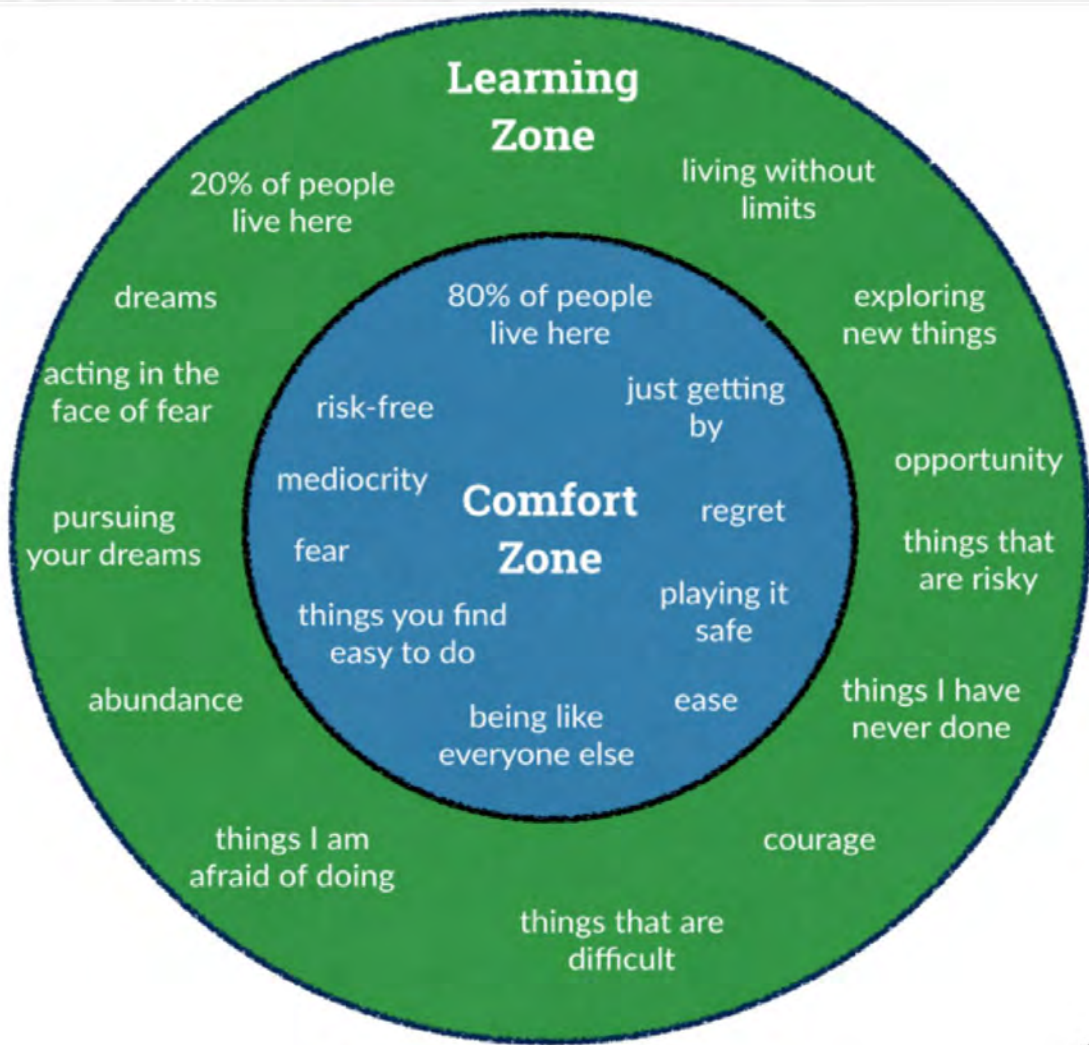 Learning
Zone
20% of people
live here
living without
limits
dreams
exploring
new things
acting in the
face of fear
opportunity
pursuing
your dreams
things that
are risky
abundance
things I have
never done
things I am
afraid of doing
courage
things that are
difficult
80% of people
live here
risk-free
just getting
by
mediocrity
Comfort
Zone
regret
fear
things you find
easy to do
playing it
safe
ease
being like
everyone else